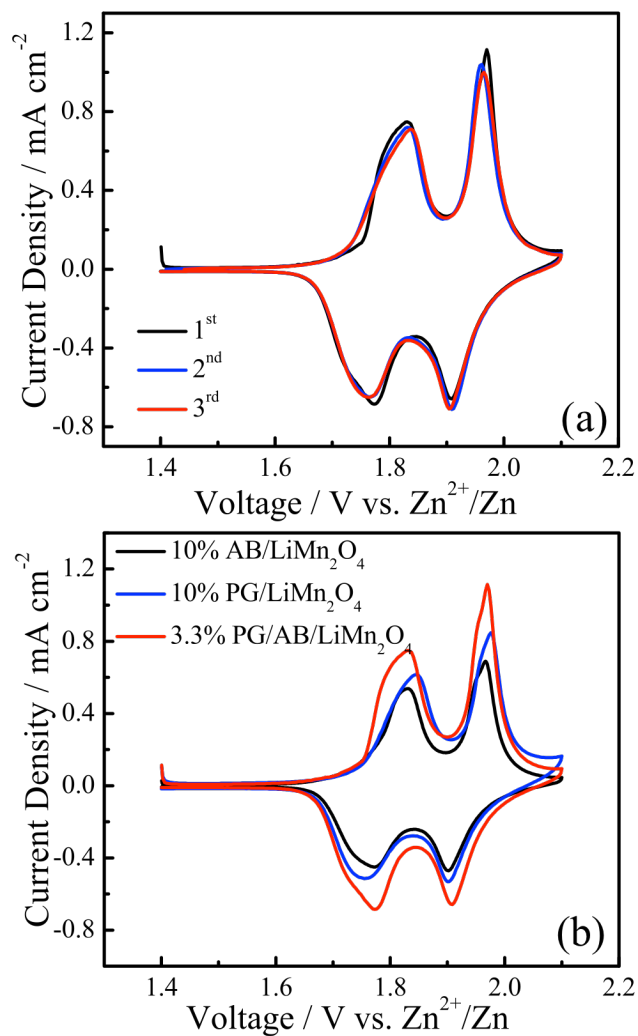 1.2
0.8
0.4
0.0
-0.4
-0.8
Current Density / mA cm⁻²
1ˢᵗ
2ⁿᵈ
3ʳᵈ
(a)
1.4 1.6 1.8 2.0 2.2
Voltage / V vs. Zn²⁺/Zn
1.2
0.8
0.4
0.0
-0.4
-0.8
Current Density / mA cm⁻²
10% AB/LiMn₂O₄
10% PG/LiMn₂O₄
3.3% PG/AB/LiMn₂O₄
(b)
1.4 1.6 1.8 2.0 2.2
Voltage / V vs. Zn²⁺/Zn